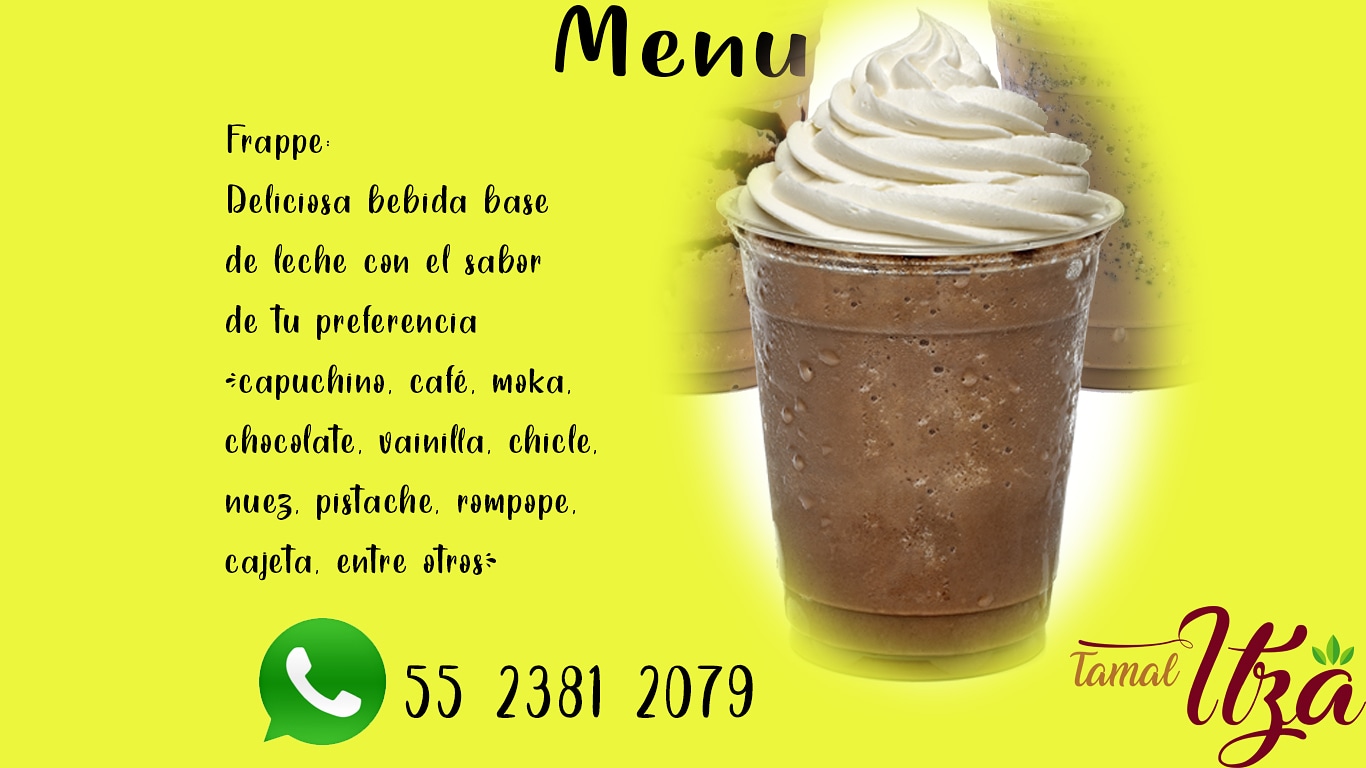 Menu
Frappe:
Deliciosa bebida base
de leche con el sabor
de tu preferencia
capuchino, café, moka,
chocolate, vainilla, chicle,
nuez, pistache, rompope,
cajeta, entre otros
55 2381 2079
Tamal Itza